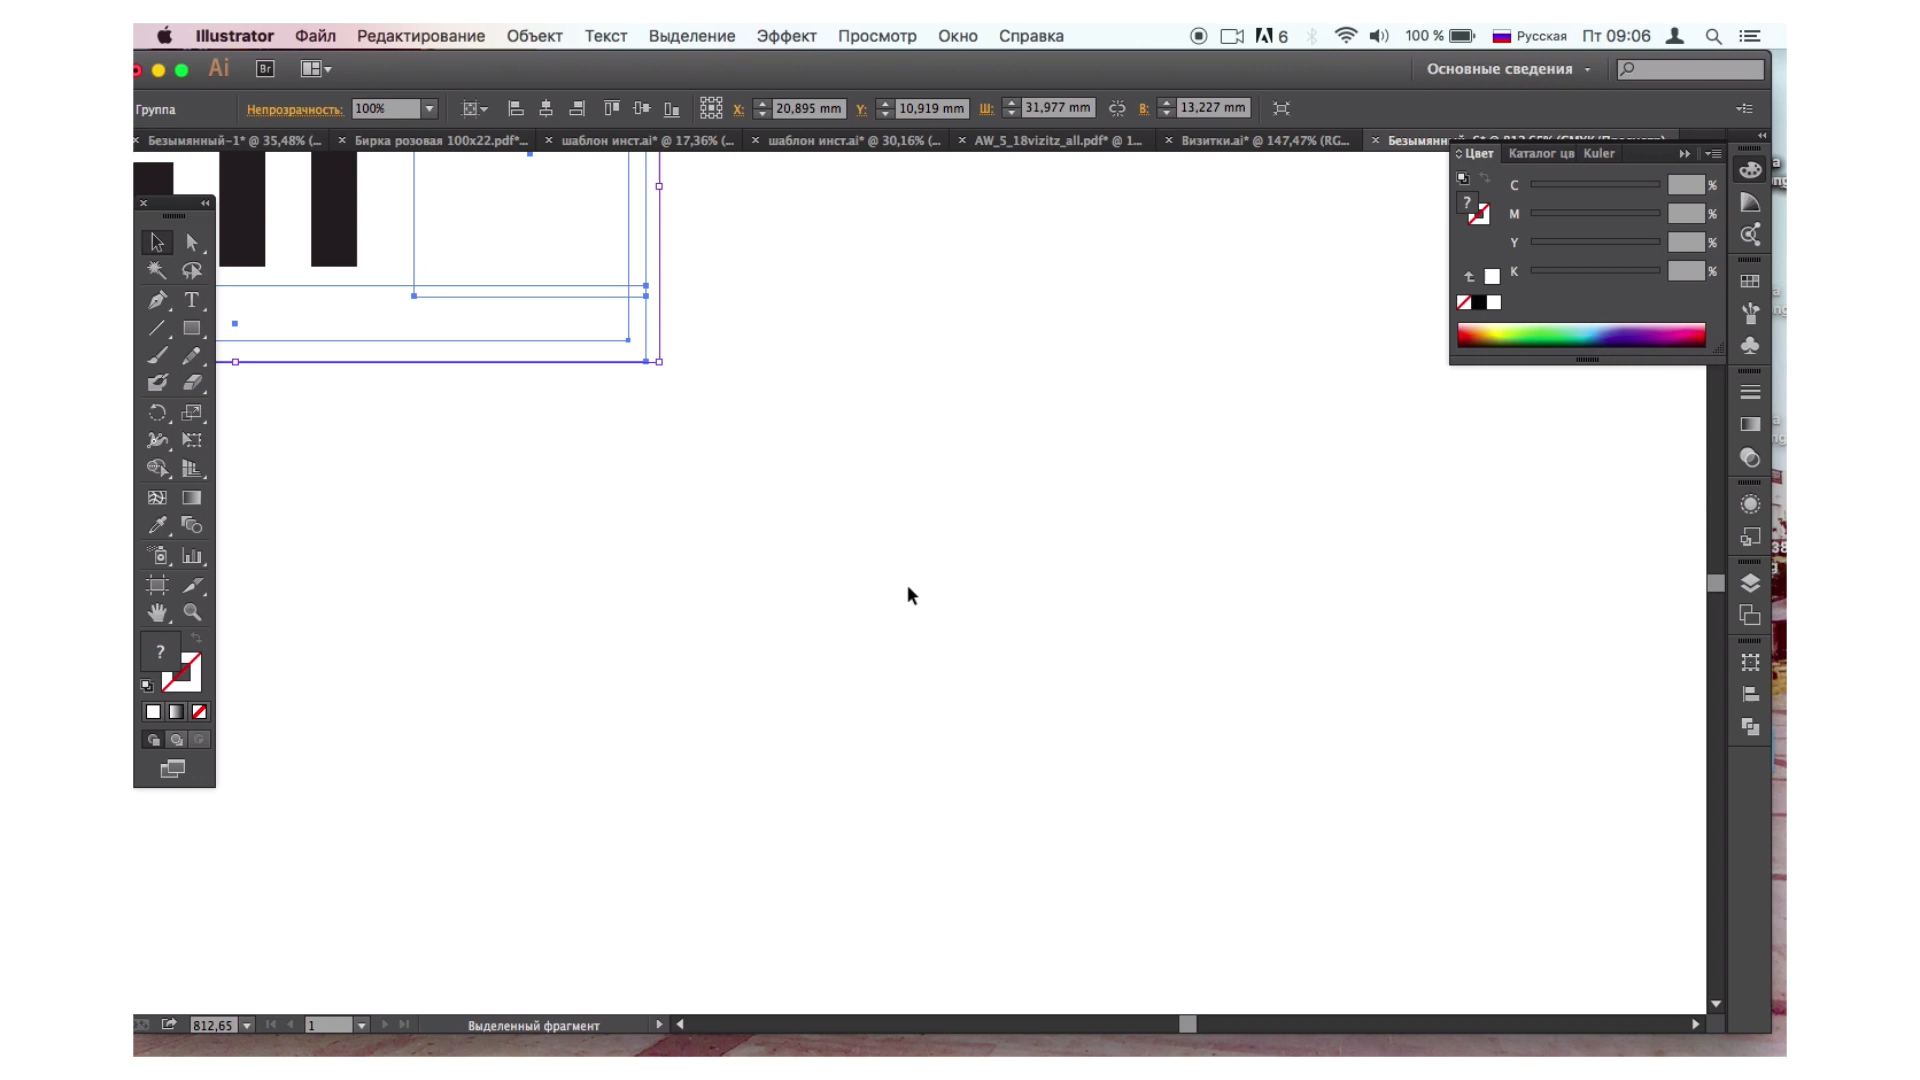 Illustrator Файл Редактирование Объект Текст Выделение Эффект Просмотр Окно Справка 6 100 % Русская Пт 09:06
Ai Br Основные сведения
Группа Непрозрачность: 100% X: 20,895 mm Y: 10,919 mm Ш: 31,977 mm В: 13,227 mm
× Безымянный-1* @ 35,48% (... × Бирка розовая 100x22.pdf*... × шаблон инст.ai* @ 17,36% (... × шаблон инст.ai* @ 30,16% (... × AW_5_18vizitz_all.pdf* @ 1... × Визитки.ai* @ 147,47% (RG... ×
Цвет Каталог цв Kuler
C %
? M %
Y %
K %
T
?
812,65 1 Выделенный фрагмент